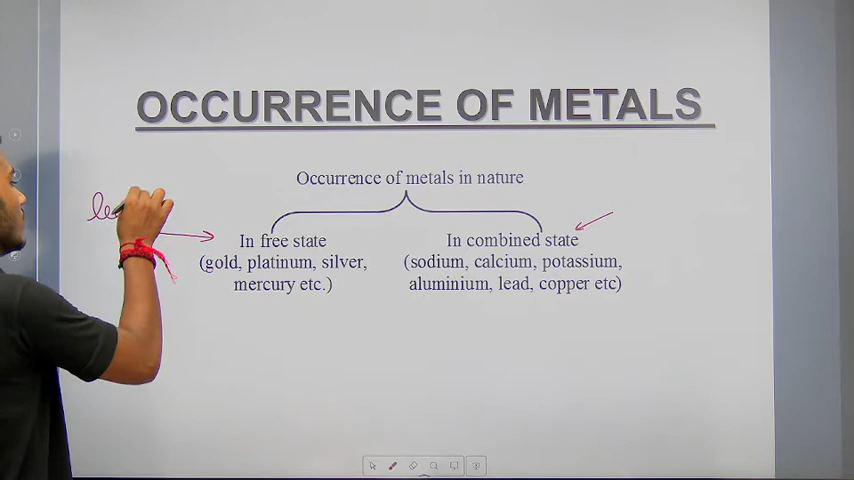 OCCURRENCE OF METALS
Occurrence of metals in nature
In free state
(gold, platinum, silver,
mercury etc.)
In combined state
(sodium, calcium, potassium,
aluminium, lead, copper etc)